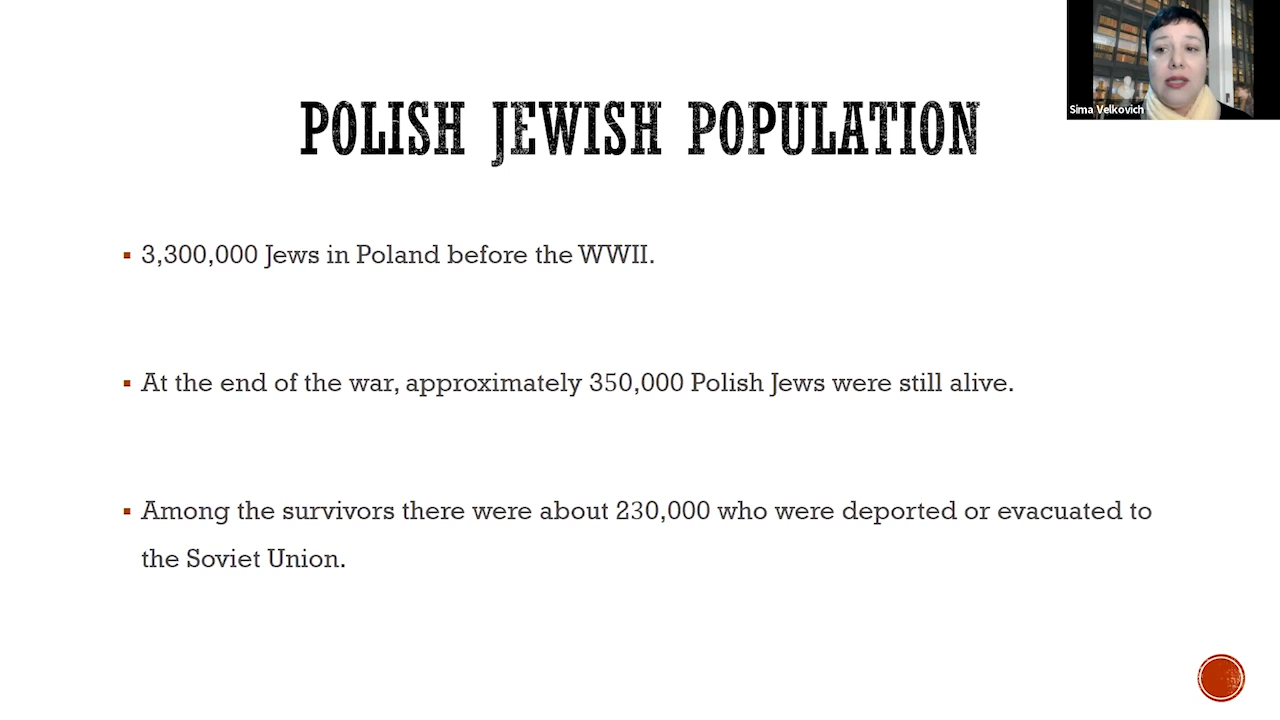 Sima Velkovich
POLISH JEWISH POPULATION
▪ 3,300,000 Jews in Poland before the WWII.
▪ At the end of the war, approximately 350,000 Polish Jews were still alive.
▪ Among the survivors there were about 230,000 who were deported or evacuated to
the Soviet Union.